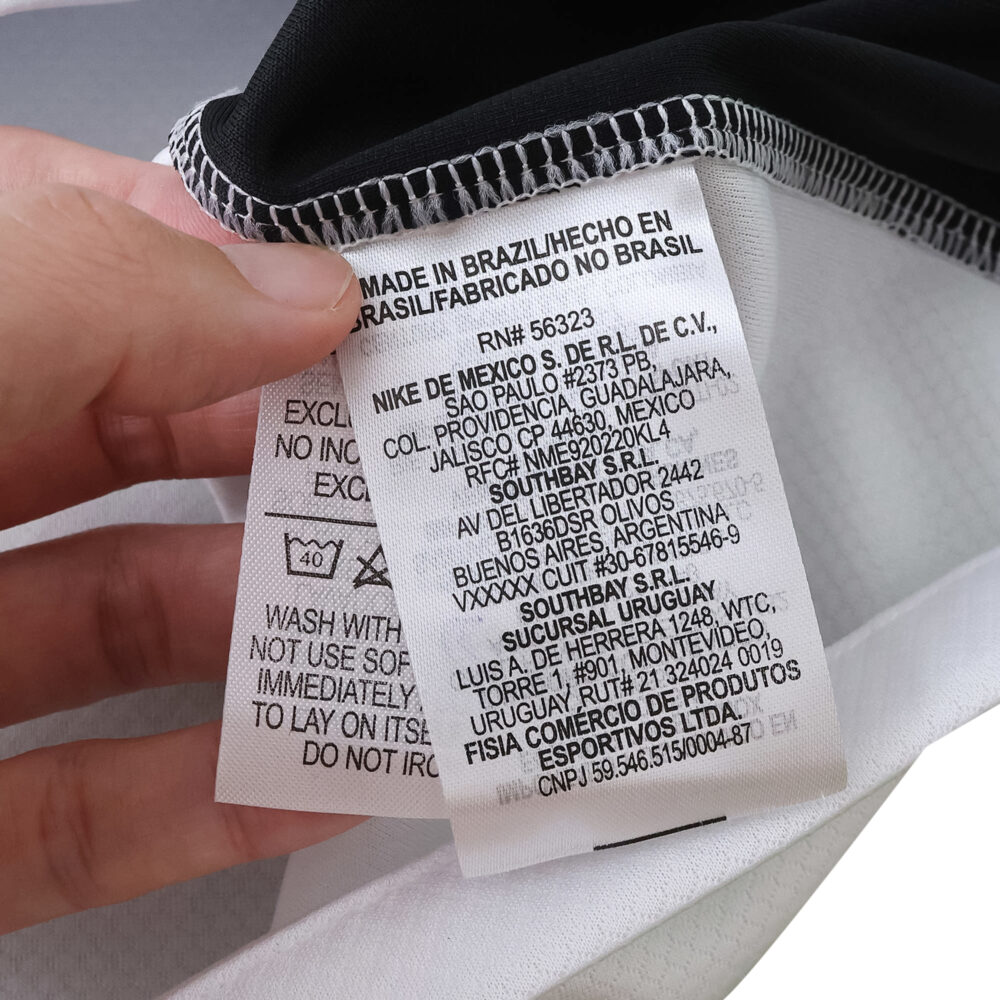 MADE IN BRAZIL/HECHO EN
BRASIL/FABRICADO NO BRASIL
RN# 56323
NIKE DE MEXICO S. DE R.L. DE C.V.,
SAO PAULO #2373 PB,
COL. PROVIDENCIA, GUADALAJARA,
JALISCO CP 44630, MEXICO
RFC# NME920220KL4
SOUTHBAY S.R.L.
AV DEL LIBERTADOR 2442
B1636DSR OLIVOS
BUENOS AIRES, ARGENTINA
VXXXXX CUIT #30-67815546-9
SOUTHBAY S.R.L.
SUCURSAL URUGUAY
LUIS A. DE HERRERA 1248, WTC,
TORRE 1, #901, MONTEVIDEO,
URUGUAY, RUT# 21 324024 0019
FISIA COMÉRCIO DE PRODUTOS
ESPORTIVOS LTDA.
CNPJ 59.546.515/0004-87
EXCL
NO INC
EXCL
40
WASH WITH
NOT USE SOF
IMMEDIATELY
TO LAY ON ITSE
DO NOT IRO